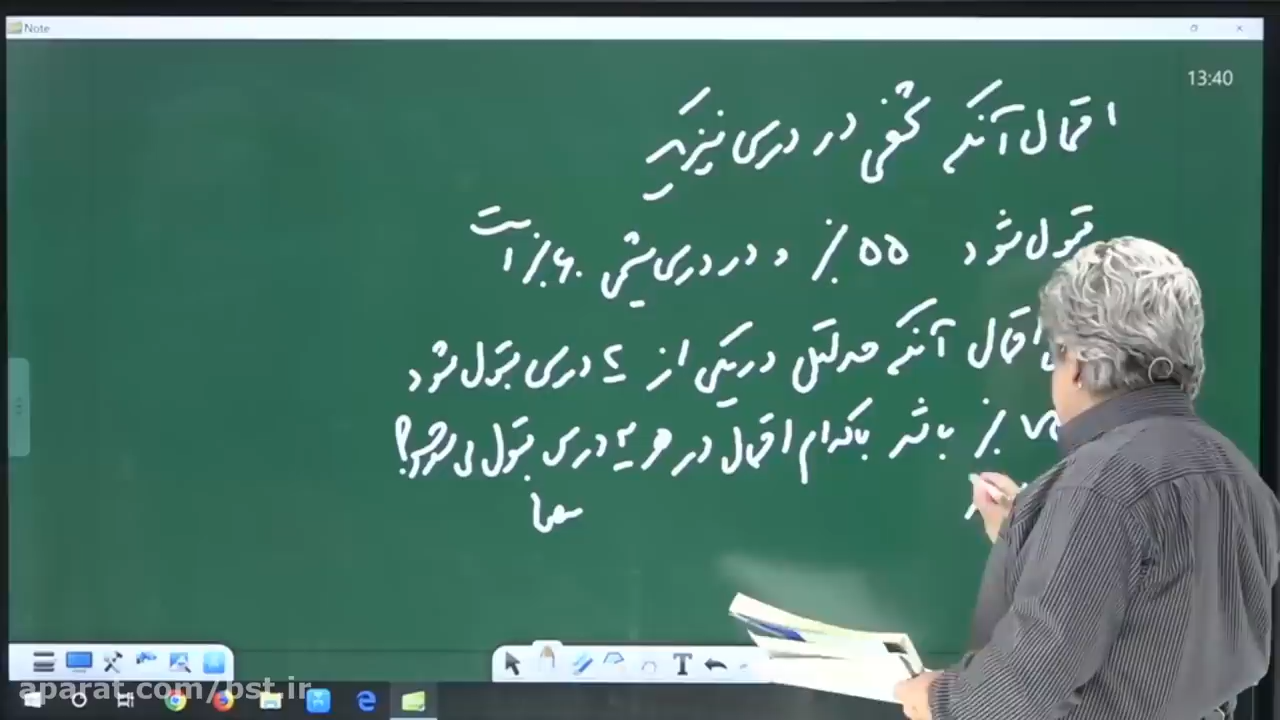 Note
13:40
احتمال آنکه شخصی در درس فیزیک
قبول شود ۵۵٪ و در درس شیمی ۶۰٪ است
احتمال آنکه حداقل در یکی از ۲ درس قبول شود
٪ باشد با کدام احتمال در هر ۲ درس قبول می‌شود؟
aparat.com/pst.ir